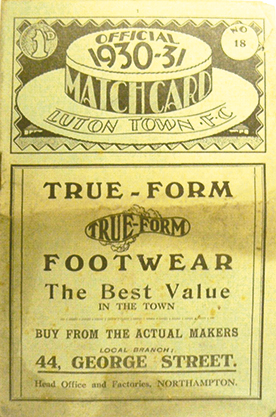 OFFICIAL
1930-31
MATCHCARD
LUTON TOWN F.C
1D
NO
18
TRUE-FORM
TRUE-FORM
FOOTWEAR
The Best Value
IN THE TOWN
BUY FROM THE ACTUAL MAKERS
LOCAL BRANCH:
44, GEORGE STREET.
Head Office and Factories, NORTHAMPTON.